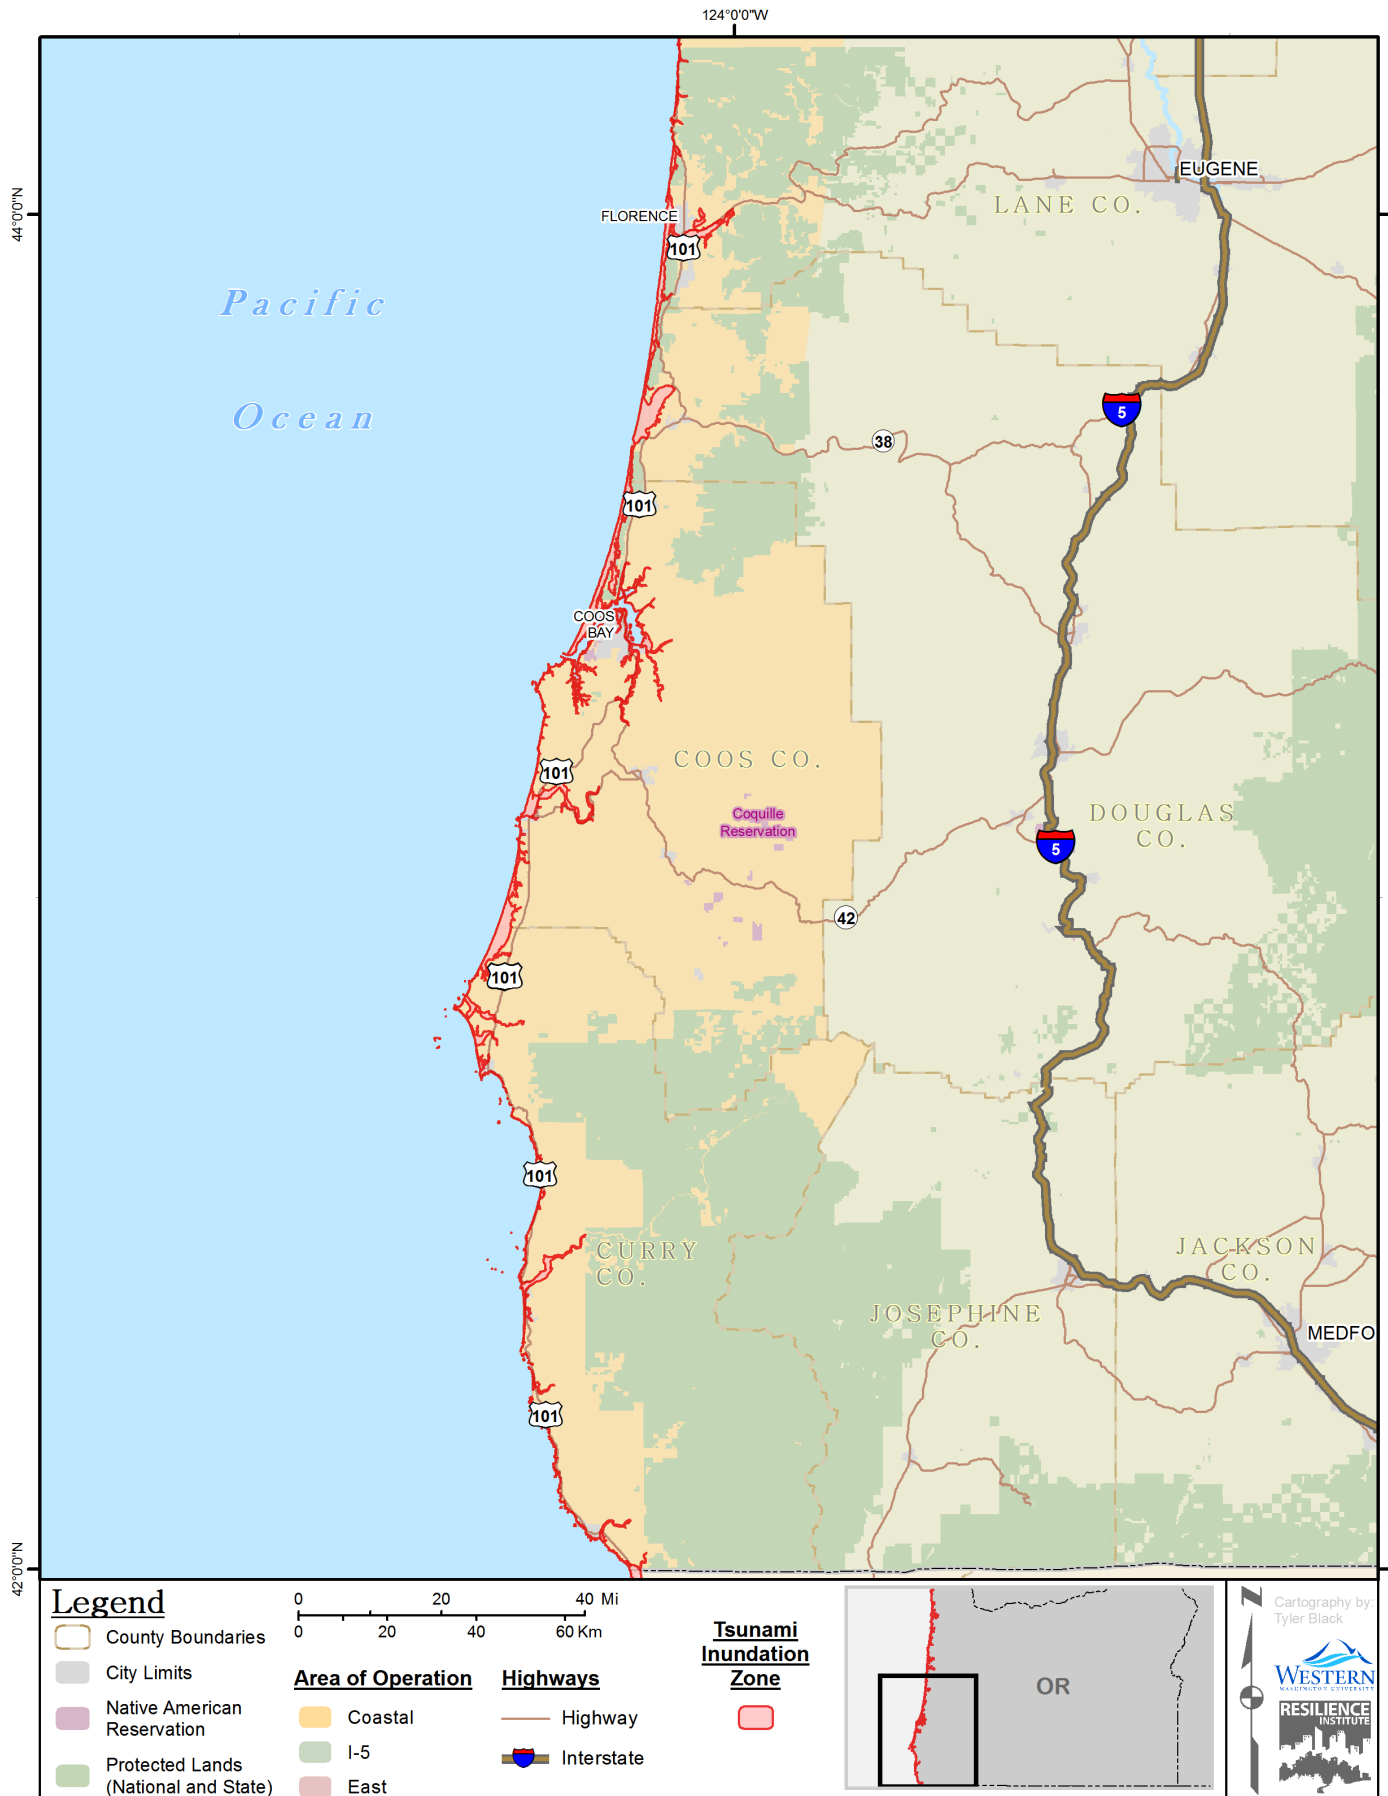 124°0'0"W
44°0'0"N
42°0'0"N
EUGENE
LANE CO.
FLORENCE
101
Pacific
Ocean
5
38
101
COOS
BAY
COOS CO.
101
Coquille
Reservation
DOUGLAS
CO.
5
42
101
101
CURRY
CO.
JACKSON
CO.
JOSEPHINE
CO.
MEDFO
101
Legend
County Boundaries
City Limits
Native American
Reservation
Protected Lands
(National and State)
0 20 40 Mi
0 20 40 60 Km
Area of Operation
Coastal
I-5
East
Highways
Highway
Interstate
Tsunami
Inundation
Zone
OR
N
Cartography by:
Tyler Black
WESTERN
WASHINGTON UNIVERSITY
RESILIENCE
INSTITUTE